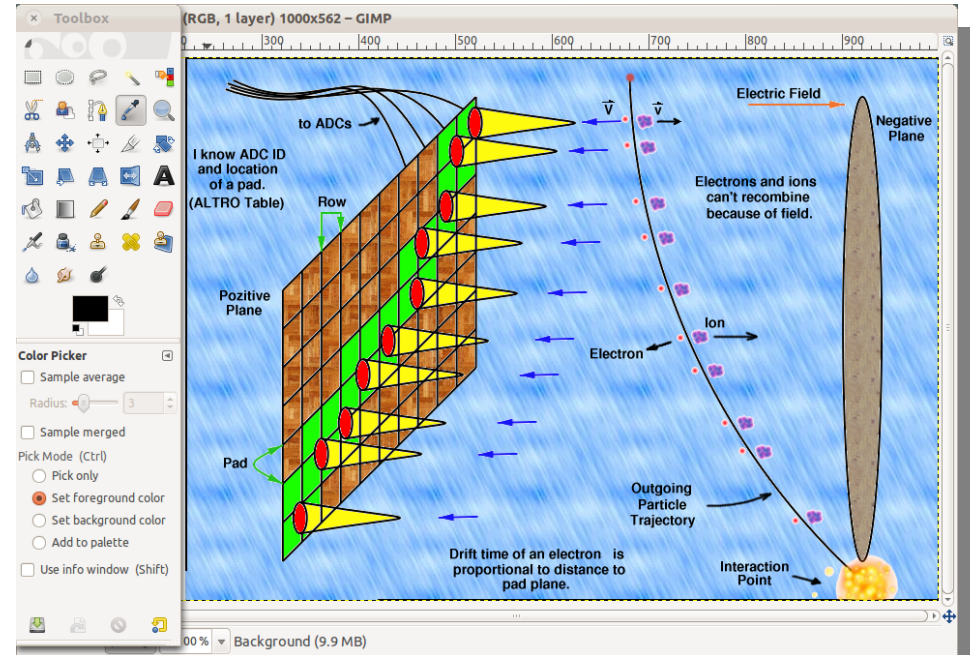 Toolbox
(RGB, 1 layer) 1000x562 – GIMP
300 400 500 600 700 800 900
to ADCs
I know ADC ID
and location
of a pad.
(ALTRO Table)
Row
Pozitive
Plane
Pad
V V
Electric Field
Negative
Plane
Electrons and ions
can't recombine
because of field.
Ion
Electron
Outgoing
Particle
Trajectory
Drift time of an electron is
proportional to distance to
pad plane.
Interaction
Point
Color Picker
Sample average
Radius: 3
Sample merged
Pick Mode (Ctrl)
Pick only
Set foreground color
Set background color
Add to palette
Use info window (Shift)
00% Background (9.9 MB)